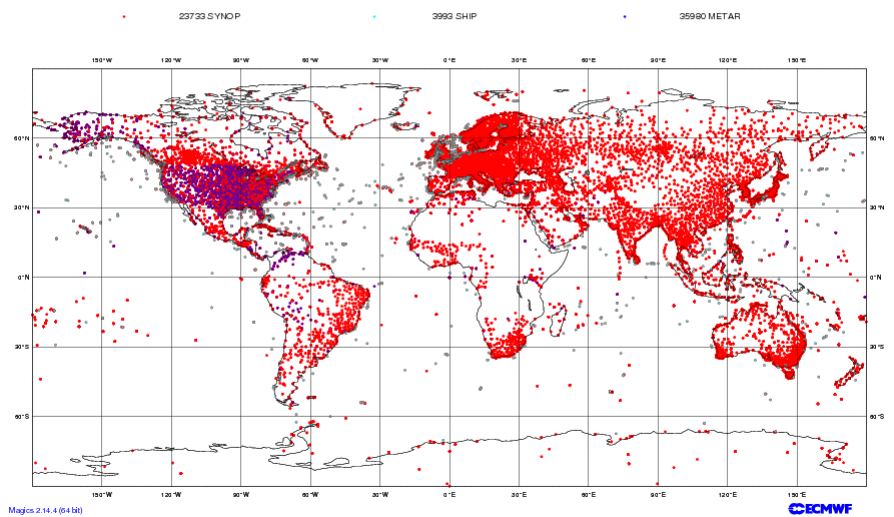 23733 SYNOP 3993 SHIP 35980 METAR
150°W 120°W 90°W 60°W 30°W 0°E 30°E 60°E 90°E 120°E 150°E
60°N 60°N
30°N 30°N
0°N 0°N
30°S 30°S
60°S 60°S
150°W 120°W 90°W 60°W 30°W 0°E 30°E 60°E 90°E 120°E 150°E
Magics 2.14.4 (64 bit) ECMWF